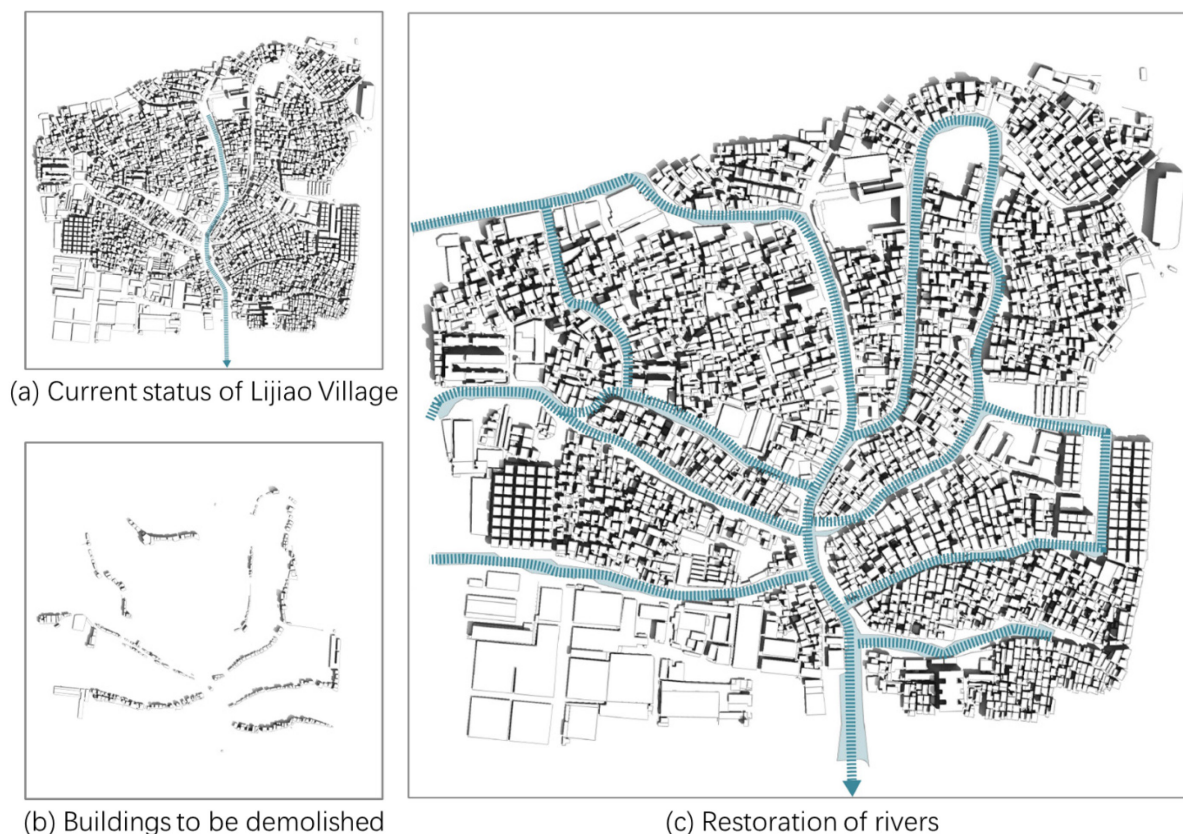 (a) Current status of Lijiao Village
(b) Buildings to be demolished
(c) Restoration of rivers